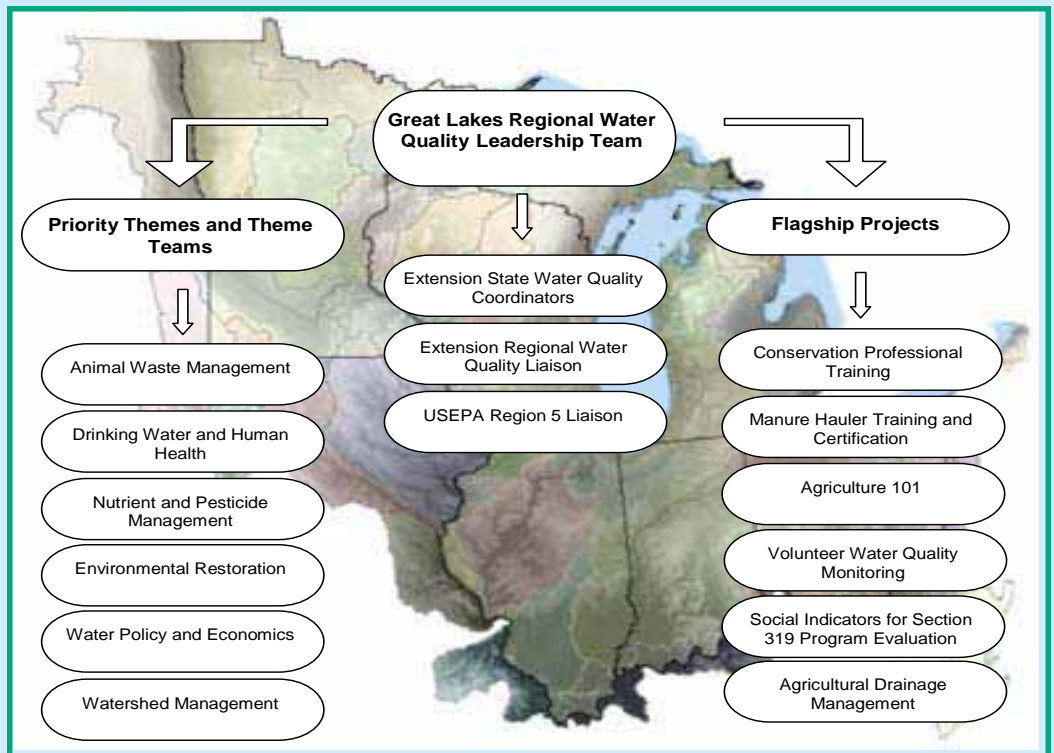 Great Lakes Regional Water
Quality Leadership Team
Priority Themes and Theme
Teams
Animal Waste Management
Drinking Water and Human
Health
Nutrient and Pesticide
Management
Environmental Restoration
Water Policy and Economics
Watershed Management
Extension State Water Quality
Coordinators
Extension Regional Water
Quality Liaison
USEPA Region 5 Liaison
Flagship Projects
Conservation Professional
Training
Manure Hauler Training and
Certification
Agriculture 101
Volunteer Water Quality
Monitoring
Social Indicators for Section
319 Program Evaluation
Agricultural Drainage
Management